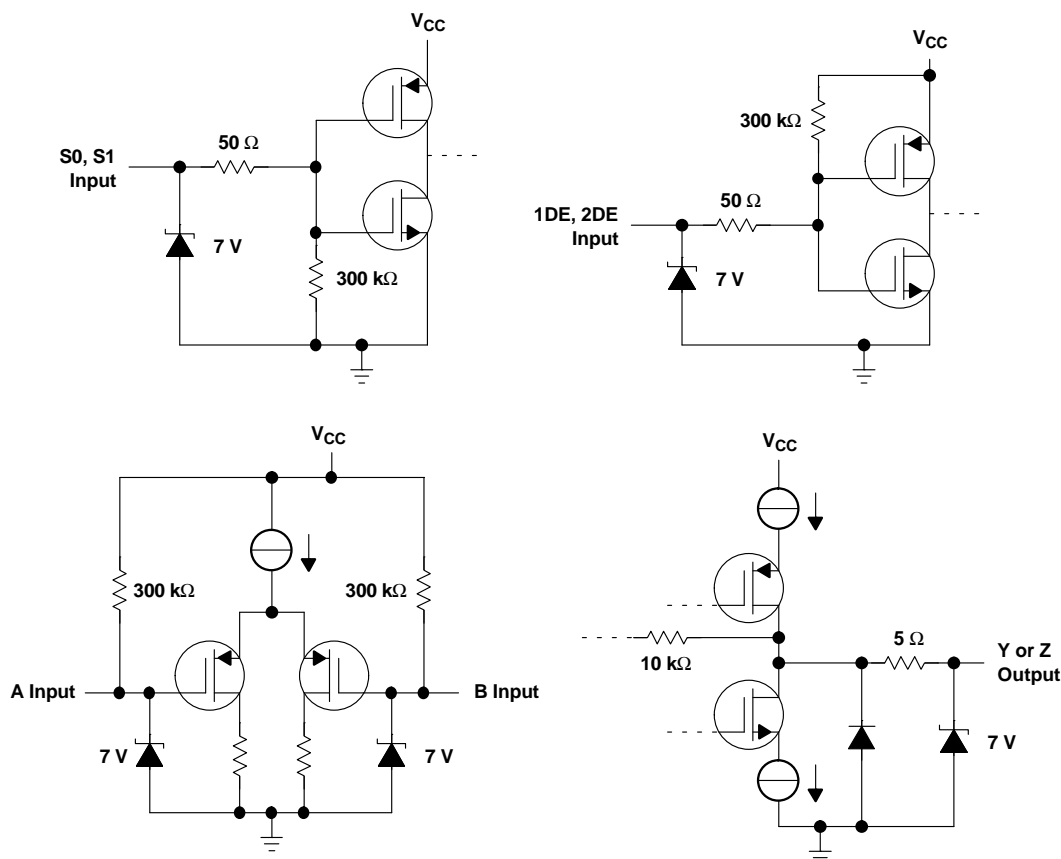 VCC
50 Ω
S0, S1
Input
7 V
300 kΩ
VCC
300 kΩ
50 Ω
1DE, 2DE
Input
7 V
VCC
300 kΩ
300 kΩ
A Input
B Input
7 V
7 V
VCC
10 kΩ
5 Ω
Y or Z
Output
7 V